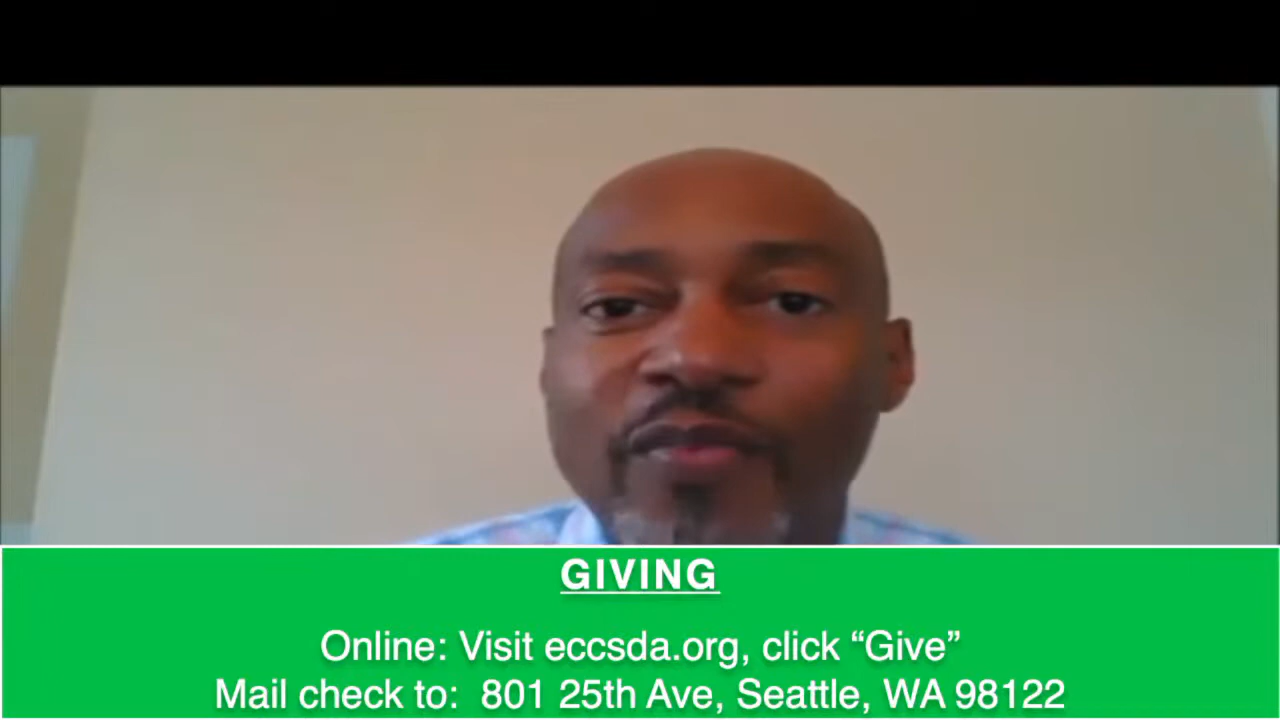 GIVING
Online: Visit eccsda.org, click “Give”
Mail check to:  801 25th Ave, Seattle, WA 98122